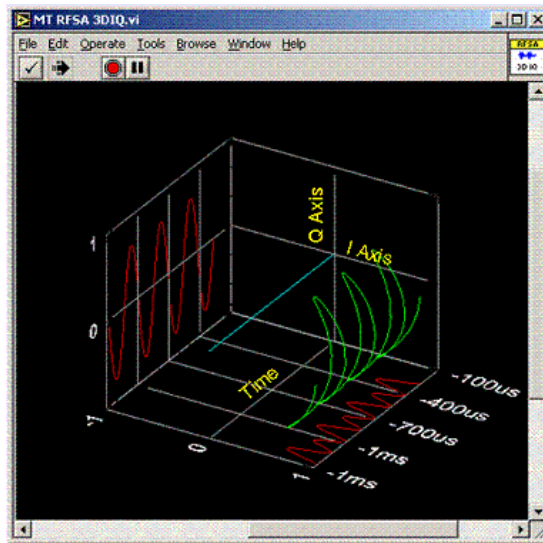 MT RFSA 3DIQ.vi
File Edit Operate Tools Browse Window Help
RFSA
3D IQ
Q Axis
I Axis
1
0
-1
Time
0
1
-100us
-400us
-700us
-1ms
-1ms